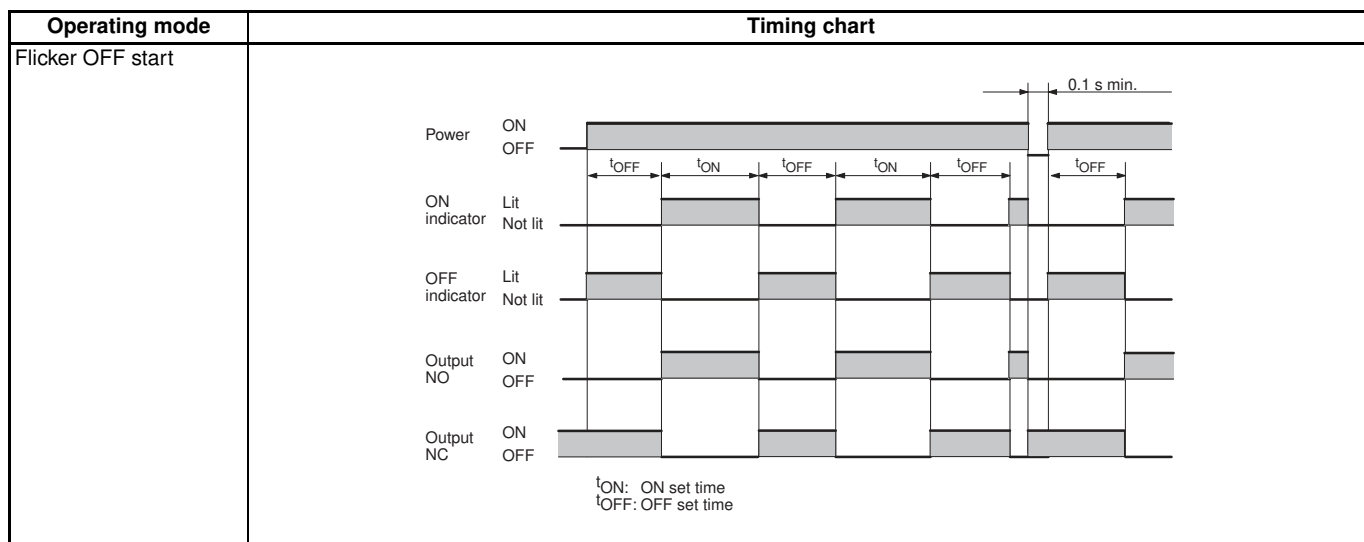 Operating mode Timing chart
Flicker OFF start
0.1 s min.
Power ON
OFF
tOFF tON tOFF tON tOFF tOFF
ON indicator Lit
Not lit
OFF indicator Lit
Not lit
Output NO ON
OFF
Output NC ON
OFF
tON: ON set time
tOFF: OFF set time